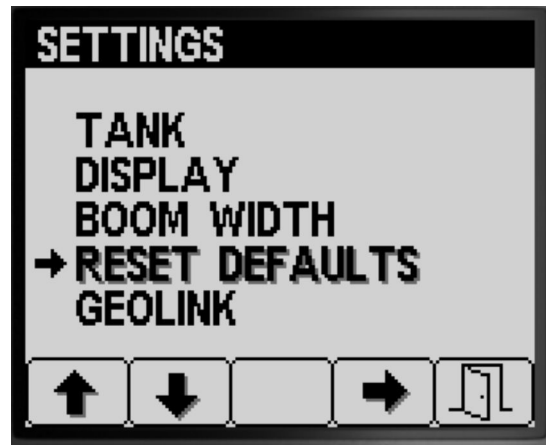 SETTINGS
TANK
DISPLAY
BOOM WIDTH
RESET DEFAULTS
GEOLINK